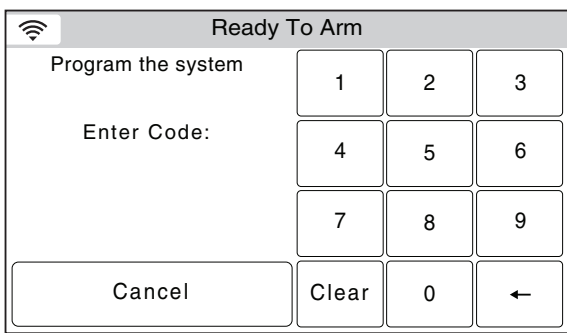 Ready To Arm
Program the system
Enter Code:
1 2 3
4 5 6
7 8 9
Cancel Clear 0 ←